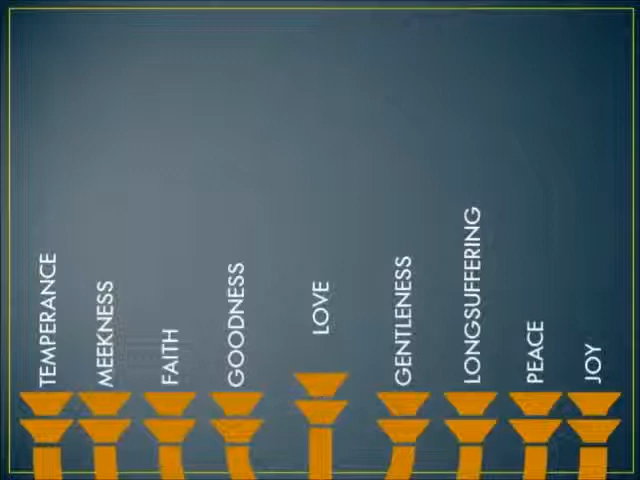 TEMPERANCE
MEEKNESS
FAITH
GOODNESS
LOVE
GENTLENESS
LONGSUFFERING
PEACE
JOY